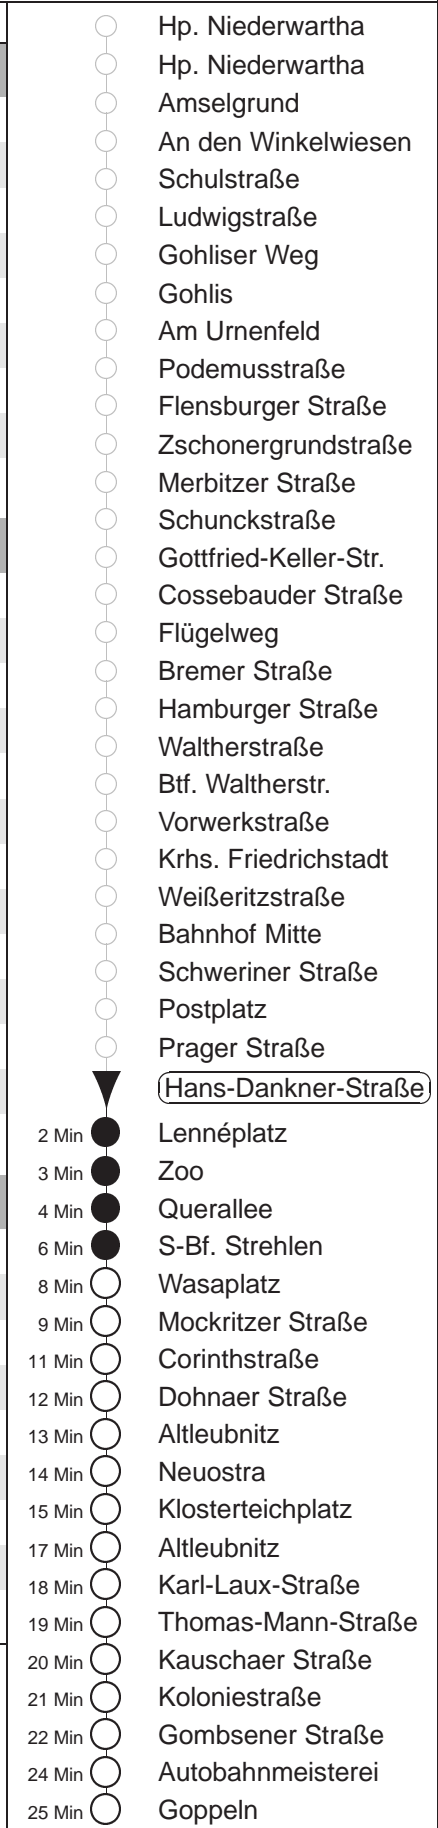 Hp. Niederwartha
Hp. Niederwartha
Amselgrund
An den Winkelwiesen
Schulstraße
Ludwigstraße
Gohliser Weg
Gohlis
Am Urnenfeld
Podemusstraße
Flensburger Straße
Zschonergrundstraße
Merbitzer Straße
Schunckstraße
Gottfried-Keller-Str.
Cossebauder Straße
Flügelweg
Bremer Straße
Hamburger Straße
Waltherstraße
Btf. Waltherstr.
Vorwerkstraße
Krhs. Friedrichstadt
Weißeritzstraße
Bahnhof Mitte
Schweriner Straße
Postplatz
Prager Straße
Hans-Dankner-Straße
2 Min Lennéplatz
3 Min Zoo
4 Min Querallee
6 Min S-Bf. Strehlen
8 Min Wasaplatz
9 Min Mockritzer Straße
11 Min Corinthstraße
12 Min Dohnaer Straße
13 Min Altleubnitz
14 Min Neuostra
15 Min Klosterteichplatz
17 Min Altleubnitz
18 Min Karl-Laux-Straße
19 Min Thomas-Mann-Straße
20 Min Kauschaer Straße
21 Min Koloniestraße
22 Min Gombsener Straße
24 Min Autobahnmeisterei
25 Min Goppeln